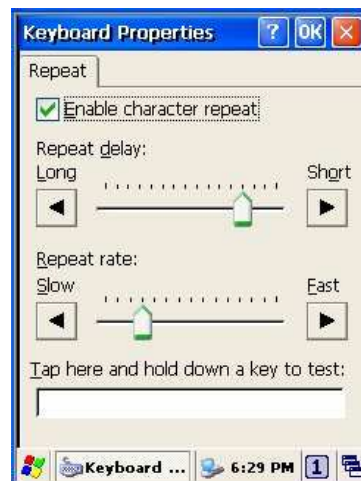 Keyboard Properties ? OK ×
Repeat
Enable character repeat
Repeat delay:
Long Short
Repeat rate:
Slow Fast
Tap here and hold down a key to test:
Keyboard ... 6:29 PM 1